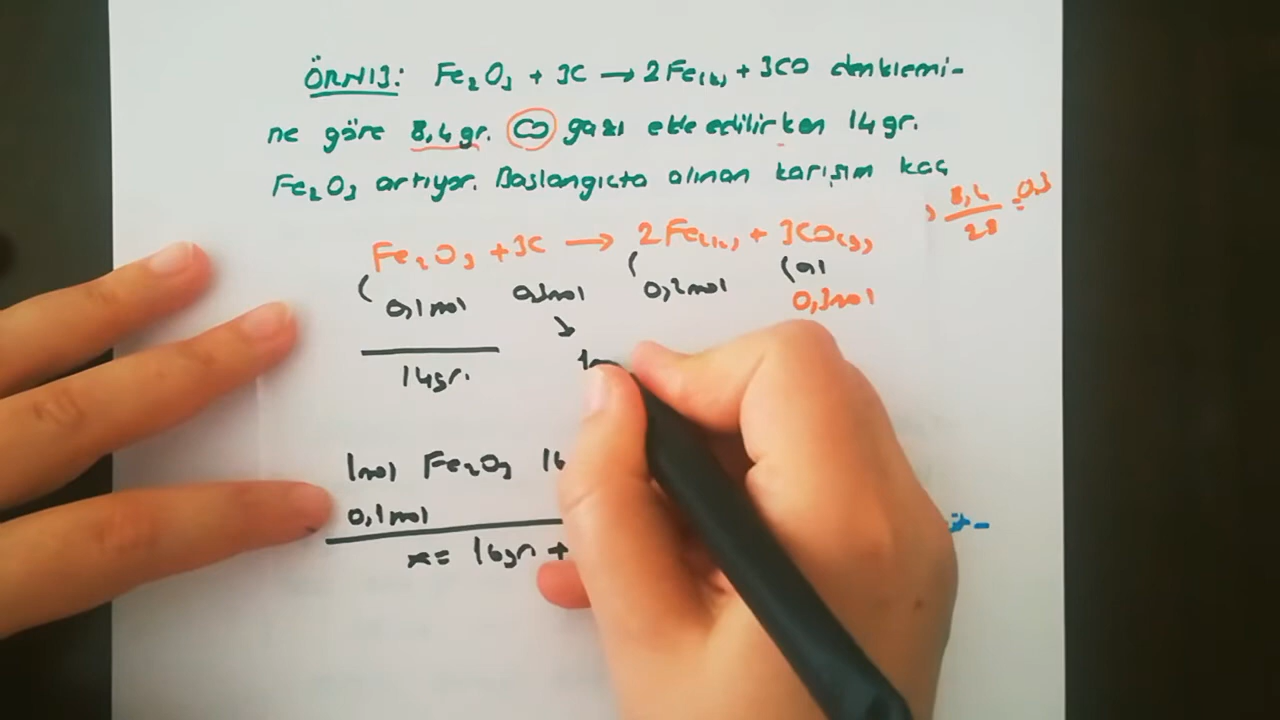 ÖRN13: Fe₂O₃ + 3C → 2Fe(k) + 3CO denklemi-
ne göre 8,4 gr. CO gazı elde edilirken 14 gr.
Fe₂O₃ artıyor. Başlangıçta alınan karışım kaç
8,4/28 = 0,3
Fe₂O₃ + 3C → 2Fe(k) + 3CO(g)
0,1 mol 0,3 mol 0,2 mol 0,3 mol
14 gr.
1 mol Fe₂O₃ 16
0,1 mol
x = 16 gr +